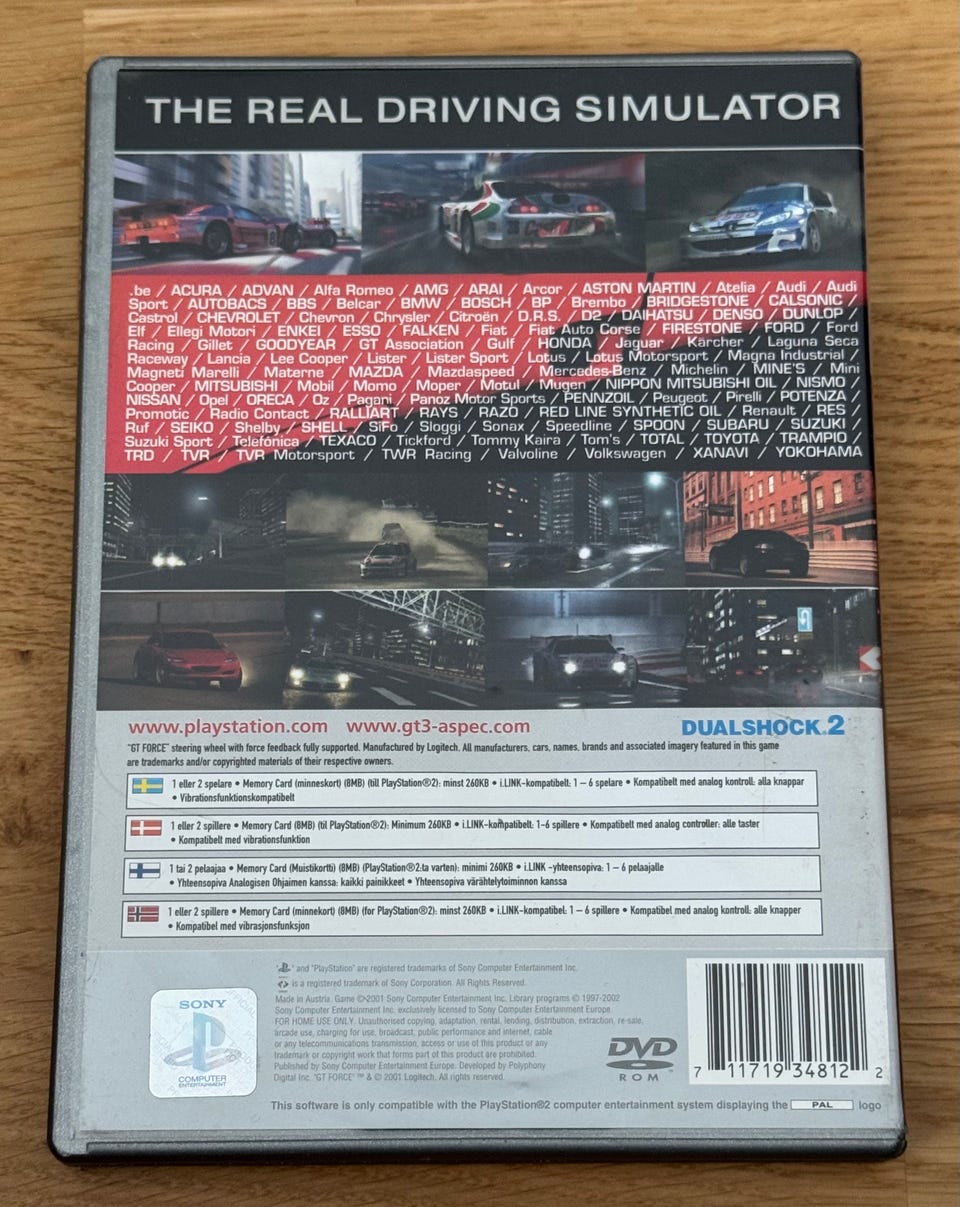 THE REAL DRIVING SIMULATOR
.be / ACURA / ADVAN / Alfa Romeo / AMG / ARAI / Arcor / ASTON MARTIN / Atelia / Audi / Audi
Sport / AUTOBACS / BBS / Belcar / BMW / BOSCH / BP / Brembo / BRIDGESTONE / CALSONIC /
Castrol / CHEVROLET / Chevron / Chrysler / Citroën / D.R.S. / D2 / DAIHATSU / DENSO / DUNLOP /
Elf / Ellegi Motori / ENKEI / ESSO / FALKEN / Fiat / Fiat Auto Corse / FIRESTONE / FORD / Ford
Racing / Gillet / GOODYEAR / GT Association / Gulf / HONDA / Jaguar / Kärcher / Laguna Seca
Raceway / Lancia / Lee Cooper / Lister / Lister Sport / Lotus / Lotus Motorsport / Magna Industrial /
Magneti Marelli / Materne / MAZDA / Mazdaspeed / Mercedes-Benz / Michelin / MINE'S / Mini
Cooper / MITSUBISHI / Mobil / Momo / Moper / Motul / Mugen / NIPPON MITSUBISHI OIL / NISMO /
NISSAN / Opel / ORECA / Oz / Pagani / Panoz Motor Sports / PENNZOIL / Peugeot / Pirelli / POTENZA /
Promotic / Radio Contact / RALLIART / RAYS / RAZO / RED LINE SYNTHETIC OIL / Renault / RES /
Ruf / SEIKO / Shelby / SHELL / SiFo / Sloggi / Sonax / Speedline / SPOON / SUBARU / SUZUKI /
Suzuki Sport / Telefónica / TEXACO / Tickford / Tommy Kaira / Tom's / TOTAL / TOYOTA / TRAMPIO /
TRD / TVR / TVR Motorsport / TWR Racing / Valvoline / Volkswagen / XANAVI / YOKOHAMA
www.playstation.com www.gt3-aspec.com DUALSHOCK 2
"GT FORCE" steering wheel with force feedback fully supported. Manufactured by Logitech. All manufacturers, cars, names, brands and associated imagery featured in this game
are trademarks and/or copyrighted materials of their respective owners.
1 eller 2 spelare • Memory Card (minneskort) (8MB) (till PlayStation®2): minst 260KB • i.LINK-kompatibelt: 1 – 6 spelare • Kompatibelt med analog kontroll: alla knappar
• Vibrationsfunktionskompatibelt
1 eller 2 spillere • Memory Card (8MB) (til PlayStation®2): Minimum 260KB • i.LINK-kompatibelt: 1-6 spillere • Kompatibelt med analog controller: alle taster
• Kompatibelt med vibrationsfunktion
1 tai 2 pelaajaa • Memory Card (Muistikortti) (8MB) (PlayStation®2:ta varten): minimi 260KB • i.LINK -yhteensopiva: 1 – 6 pelaajalle
• Yhteensopiva Analogisen Ohjaimen kanssa: kaikki painikkeet • Yhteensopiva värähtelytoiminnon kanssa
1 eller 2 spillere • Memory Card (minnekort) (8MB) (for PlayStation®2): minst 260KB • i.LINK-kompatibel: 1 – 6 spillere • Kompatibel med analog kontroll: alle knapper
• Kompatibel med vibrasjonsfunksjon
" " and "PlayStation" are registered trademarks of Sony Computer Entertainment Inc.
is a registered trademark of Sony Corporation. All Rights Reserved.
Made in Austria. Game ©2001 Sony Computer Entertainment Inc. Library programs © 1997-2002
Sony Computer Entertainment Inc. exclusively licensed to Sony Computer Entertainment Europe.
FOR HOME USE ONLY. Unauthorised copying, adaptation, rental, lending, distribution, extraction, re-sale,
arcade use, charging for use, broadcast, public performance and internet, cable
or any telecommunications transmission, access or use of this product or any
trademark or copyright work that forms part of this product are prohibited.
Published by Sony Computer Entertainment Europe. Developed by Polyphony
Digital Inc. "GT FORCE" ™ & © 2001 Logitech. All rights reserved.
SONY
COMPUTER
ENTERTAINMENT
DVD
ROM
7 11719 34812 2
This software is only compatible with the PlayStation®2 computer entertainment system displaying the PAL logo